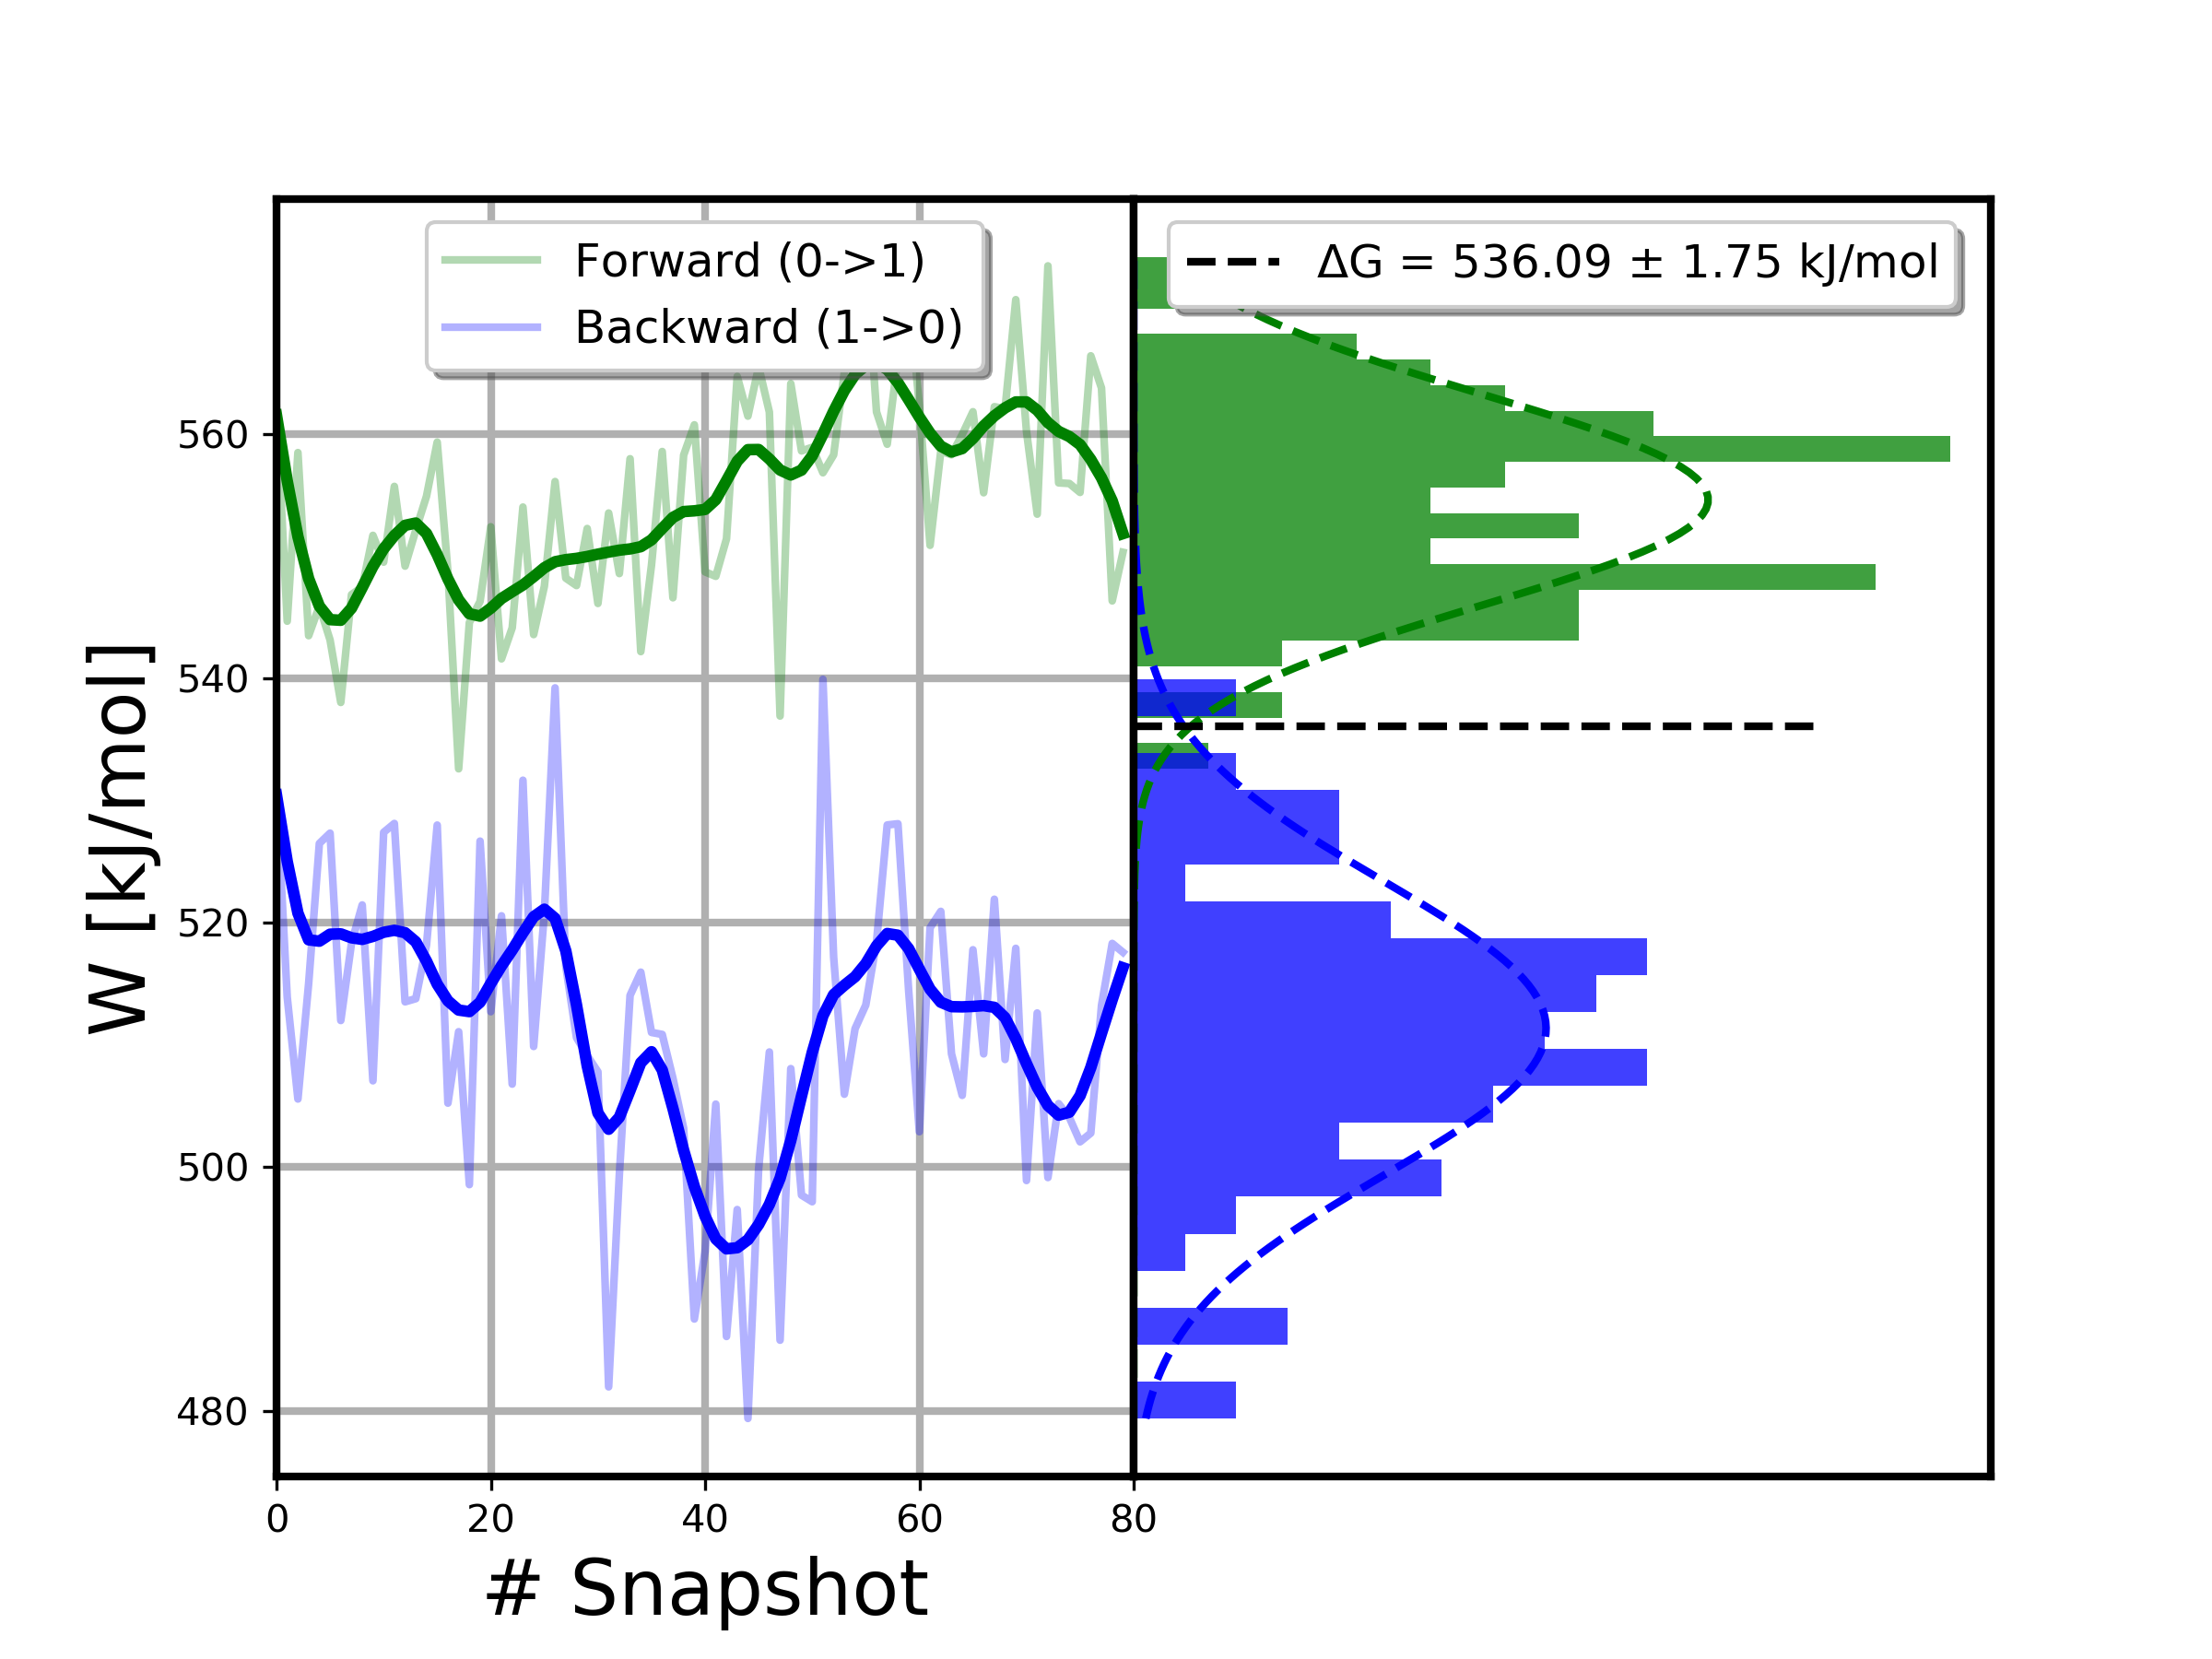 Forward (0->1)
Backward (1->0)
ΔG = 536.09 ± 1.75 kJ/mol
W [kJ/mol]
560
540
520
500
480
0 20 40 60 80
# Snapshot